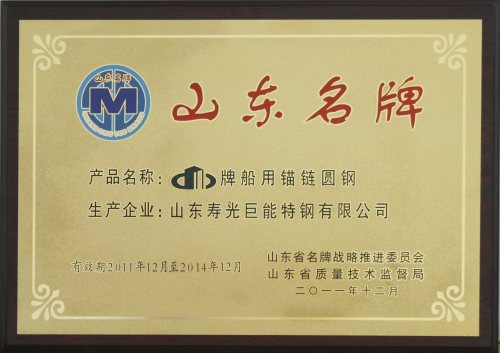 山东名牌
M
山东名牌
产品名称：牌船用锚链圆钢
生产企业：山东寿光巨能特钢有限公司
有效期2011年12月至2014年12月
山东省名牌战略推进委员会
山东省质量技术监督局
二〇一一年十二月